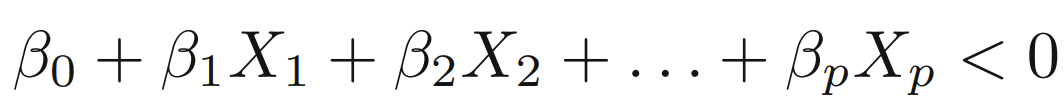 β₀ + β₁X₁ + β₂X₂ + . . . + βₚXₚ < 0